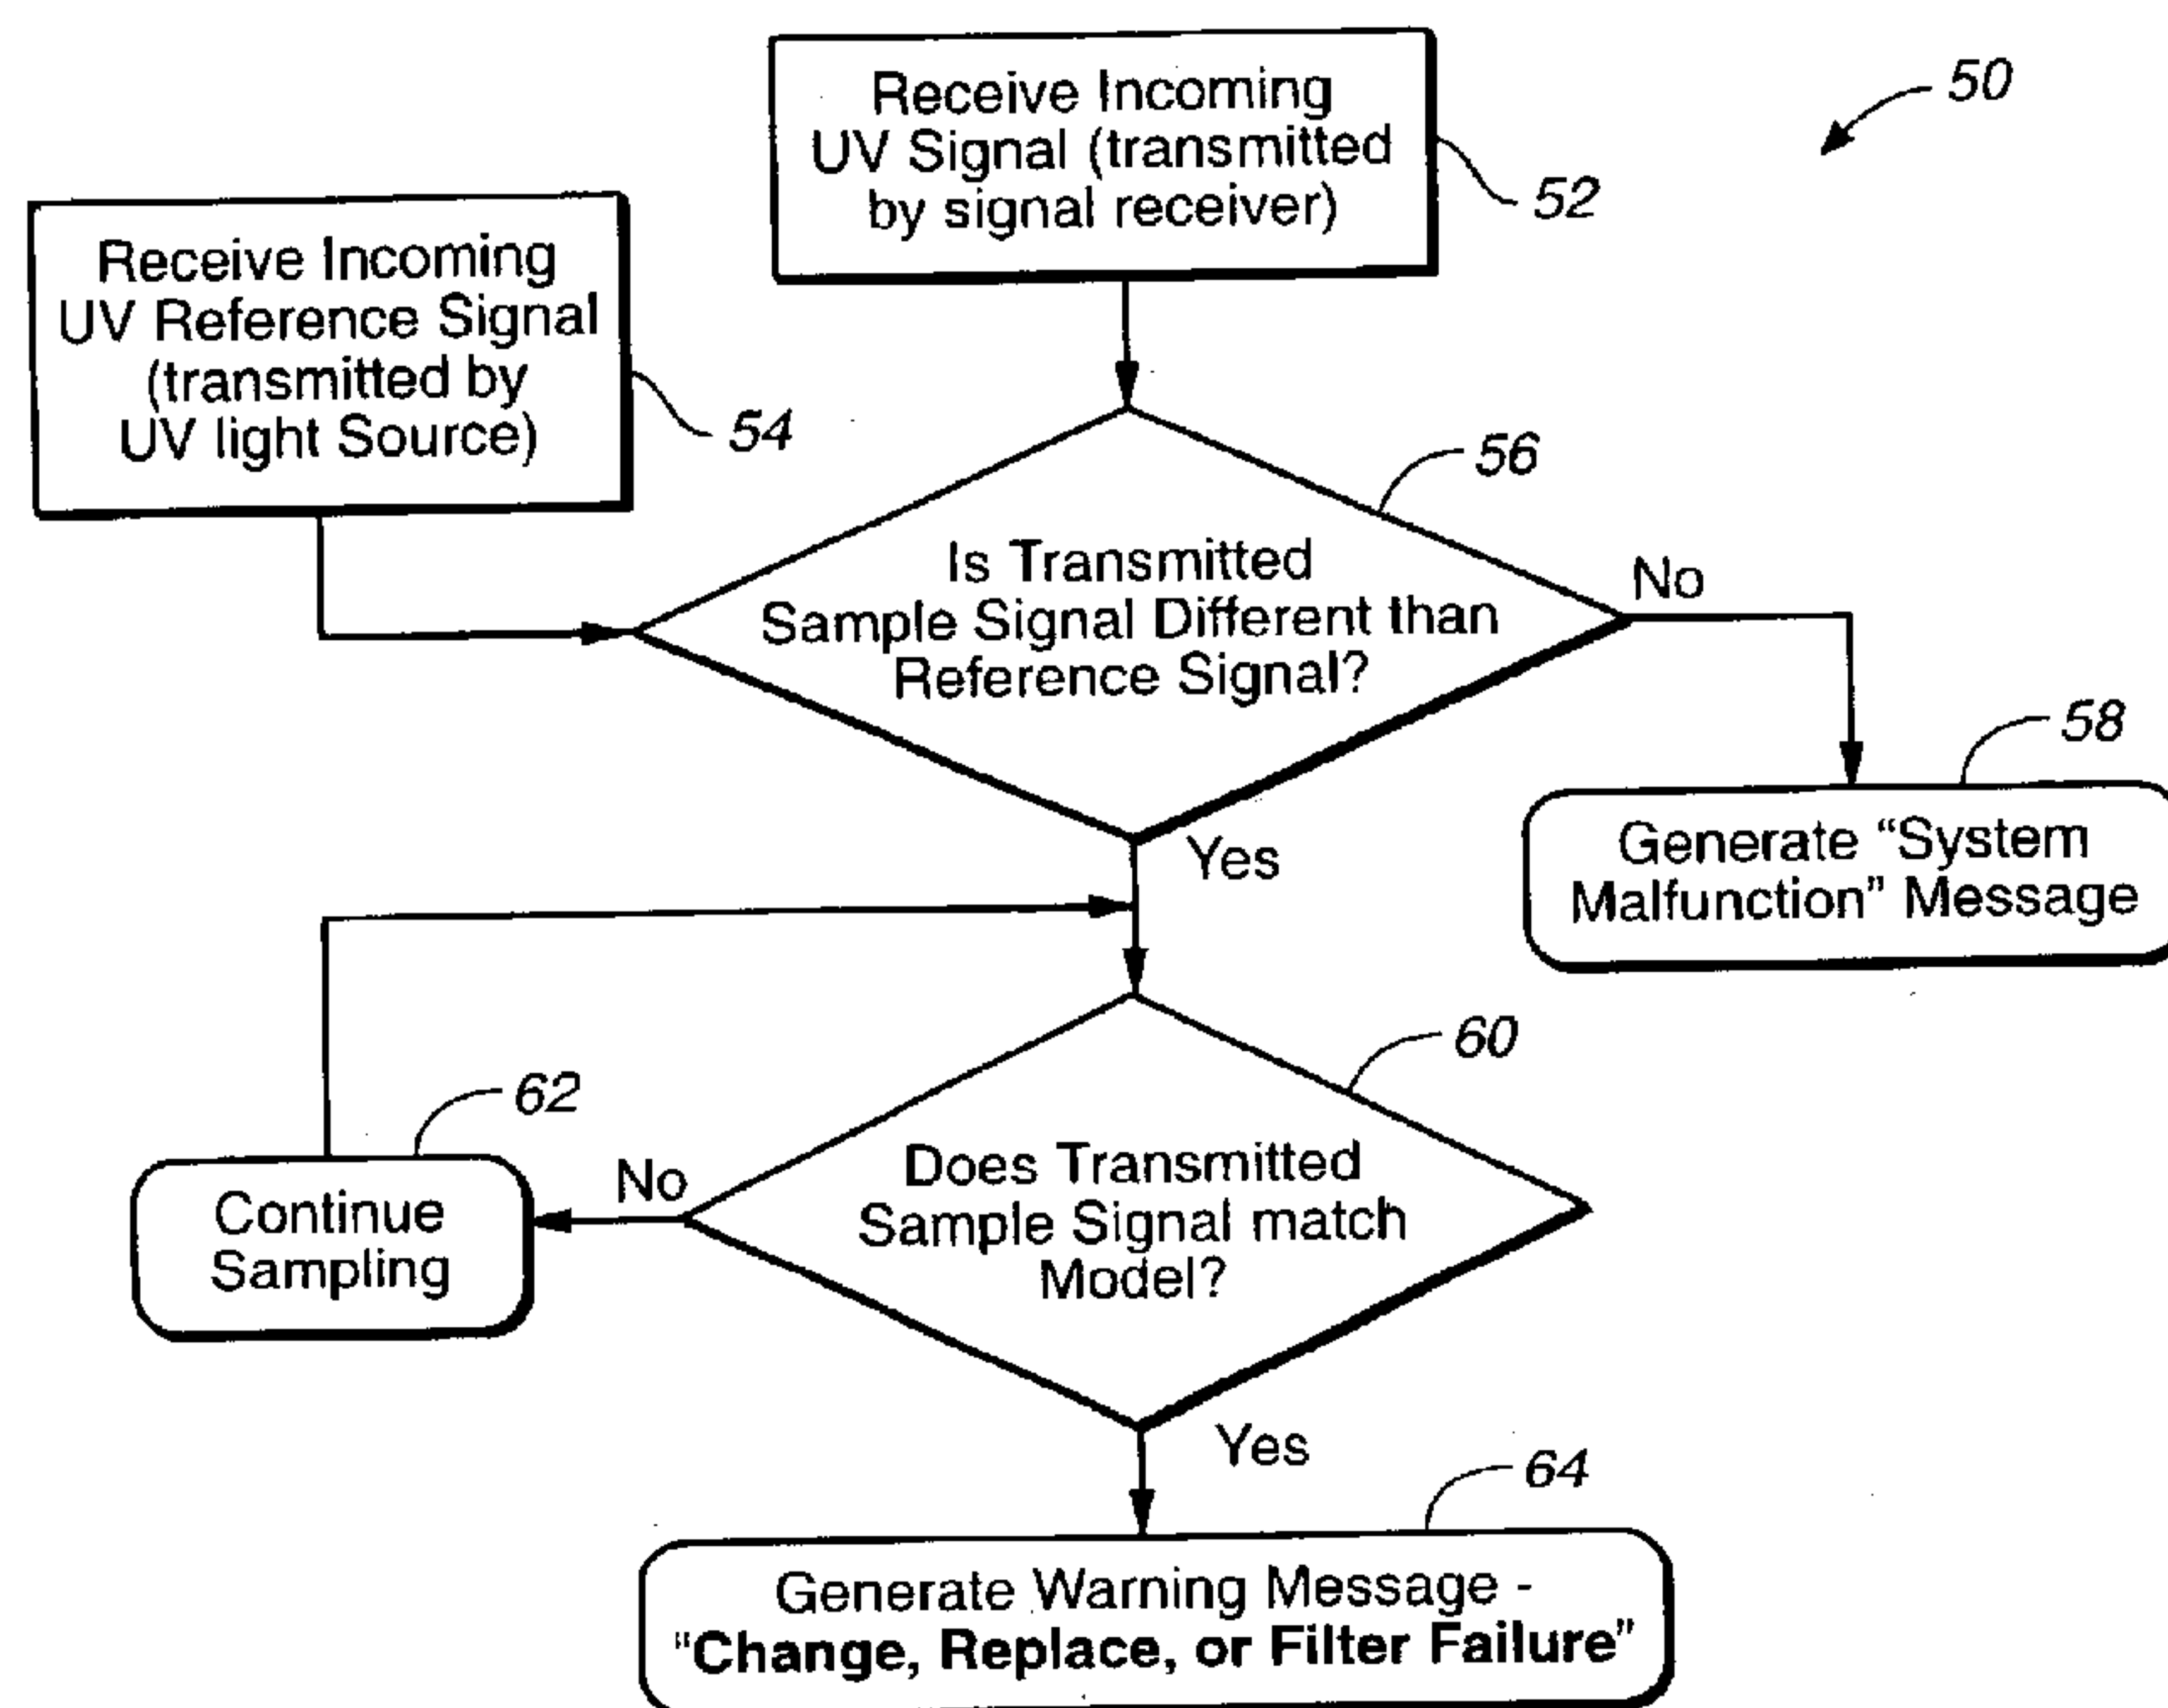 Receive Incoming
UV Signal (transmitted
by signal receiver)
50
52
Receive Incoming
UV Reference Signal
(transmitted by
UV light Source)
54
56
Is Transmitted
Sample Signal Different than
Reference Signal?
No
58
Generate “System
Malfunction” Message
Yes
60
62
Does Transmitted
Sample Signal match
Model?
No
Continue
Sampling
Yes
64
Generate Warning Message -
"Change, Replace, or Filter Failure"